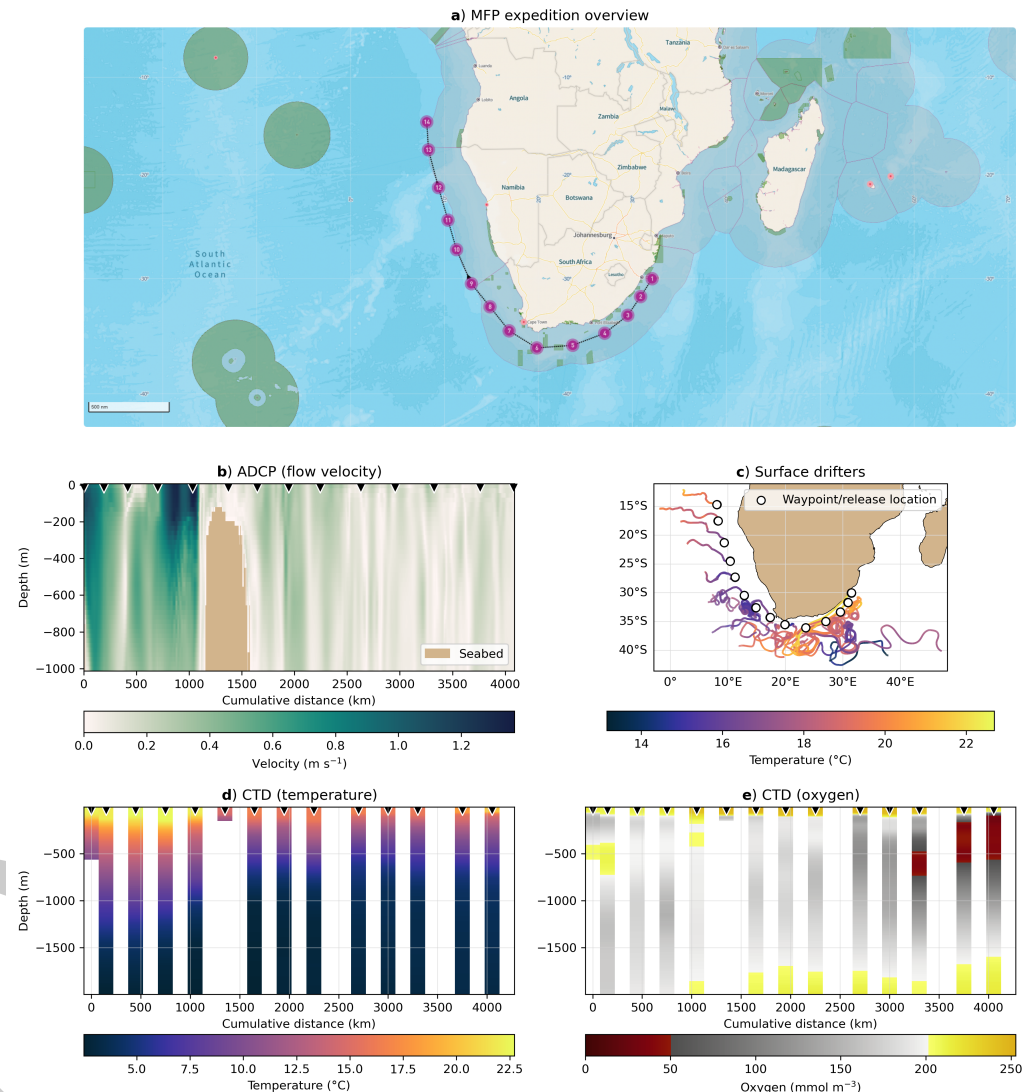 a) MFP expedition overview
Tanzania
Luanda
Angola
Lobito
Malawi
Zambia
14
13
Zimbabwe
Madagascar
12
Namibia
Botswana
11
Johannesburg
10
South
Atlantic
Ocean
South Africa
Lesotho
9
1
2
8
3
Cape Town
7
4
6
5
500 nm
b) ADCP (flow velocity)
0
−200
−400
−600
−800
−1000
Depth (m)
Seabed
0 500 1000 1500 2000 2500 3000 3500 4000
Cumulative distance (km)
0.0 0.2 0.4 0.6 0.8 1.0 1.2
Velocity (m s⁻¹)
c) Surface drifters
Waypoint/release location
15°S
20°S
25°S
30°S
35°S
40°S
0° 10°E 20°E 30°E 40°E
14 16 18 20 22
Temperature (°C)
d) CTD (temperature)
−500
−1000
−1500
Depth (m)
0 500 1000 1500 2000 2500 3000 3500 4000
Cumulative distance (km)
5.0 7.5 10.0 12.5 15.0 17.5 20.0 22.5
Temperature (°C)
e) CTD (oxygen)
−500
−1000
−1500
0 500 1000 1500 2000 2500 3000 3500 4000
Cumulative distance (km)
0 50 100 150 200 250
Oxygen (mmol m⁻³)